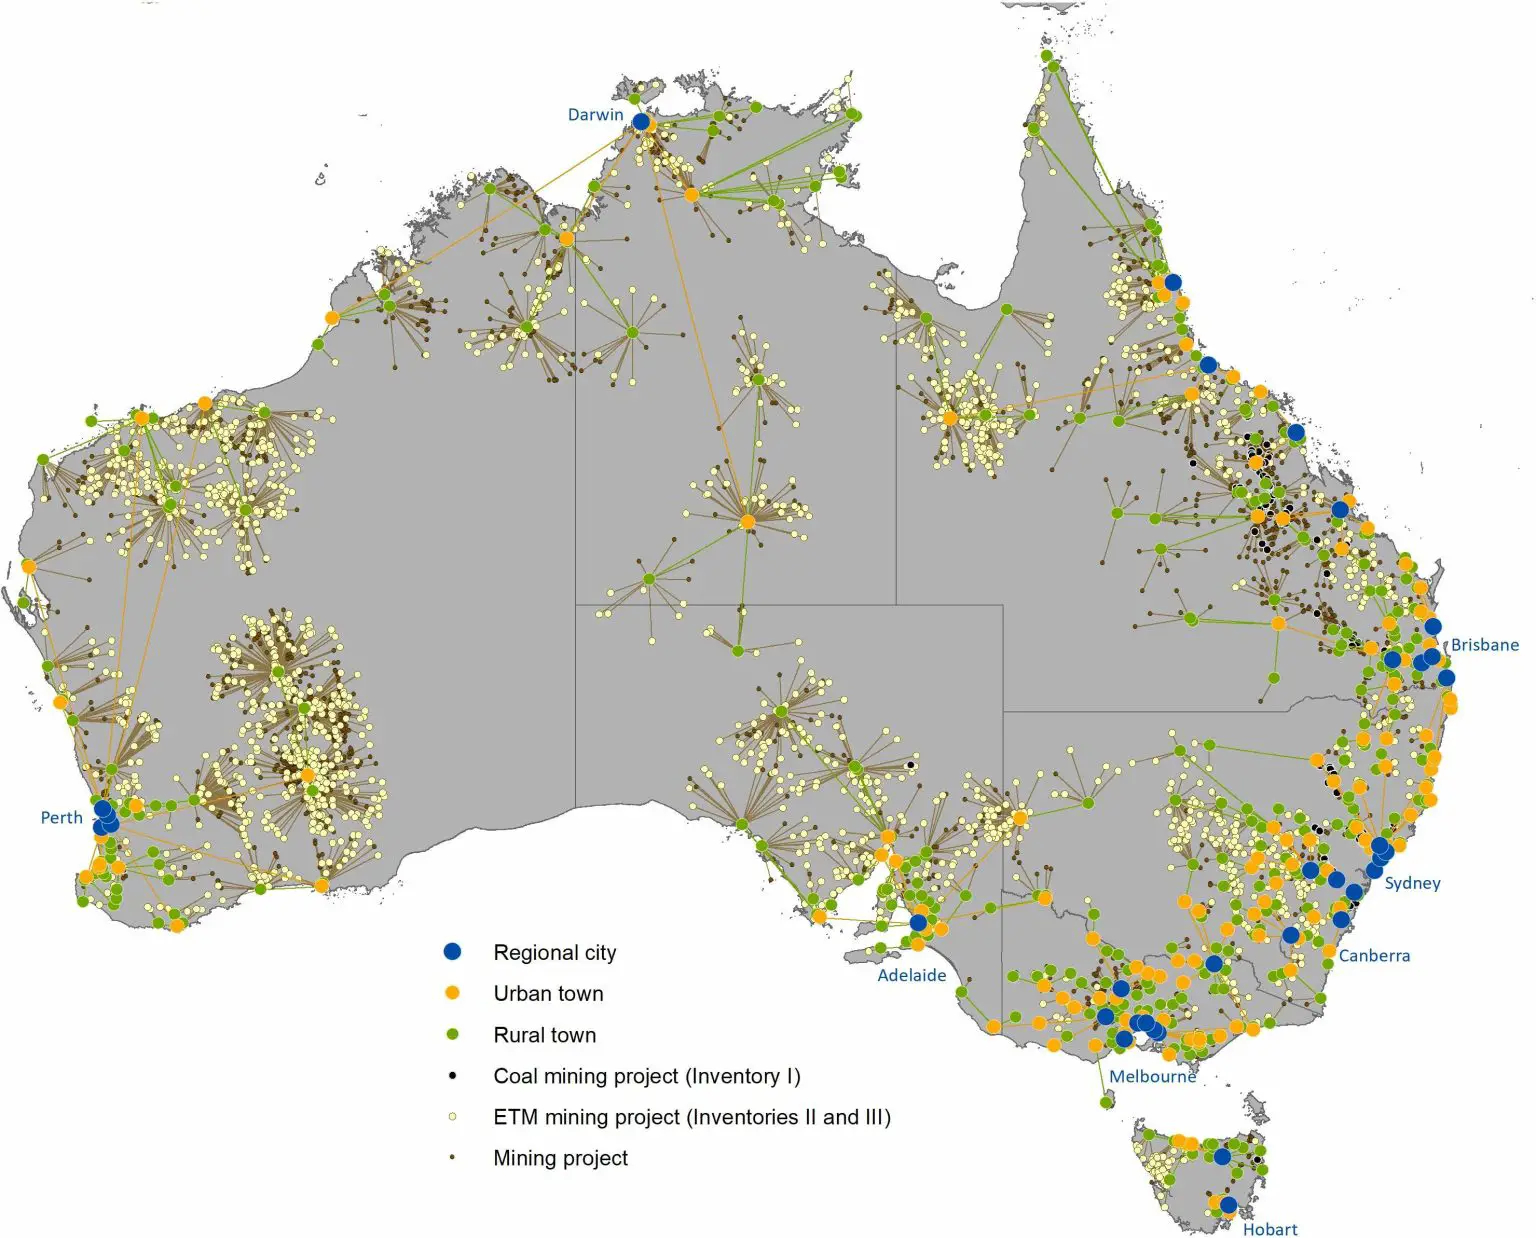 Darwin
Brisbane
Perth
Sydney
Canberra
Adelaide
Regional city
Urban town
Rural town
Coal mining project (Inventory I)
Melbourne
ETM mining project (Inventories II and III)
Mining project
Hobart